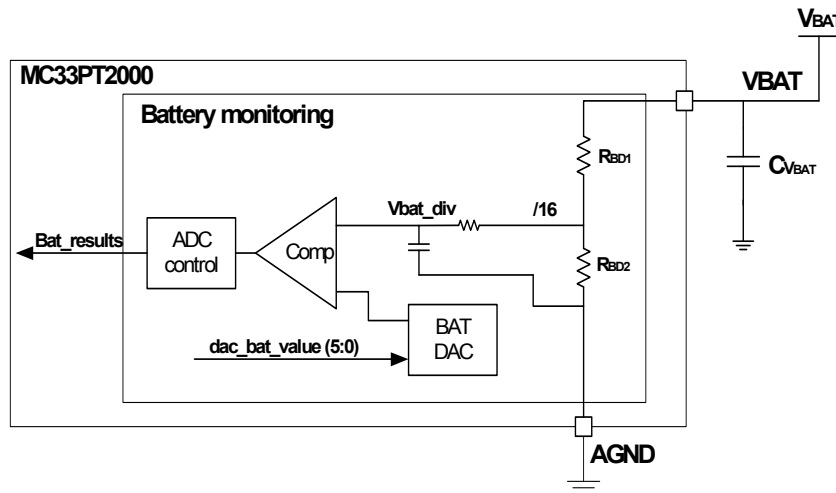 VBAT
MC33PT2000
VBAT
Battery monitoring
RBD1
CVBAT
Vbat_div
/16
Bat_results
ADC
control
Comp
RBD2
BAT
DAC
dac_bat_value (5:0)
AGND